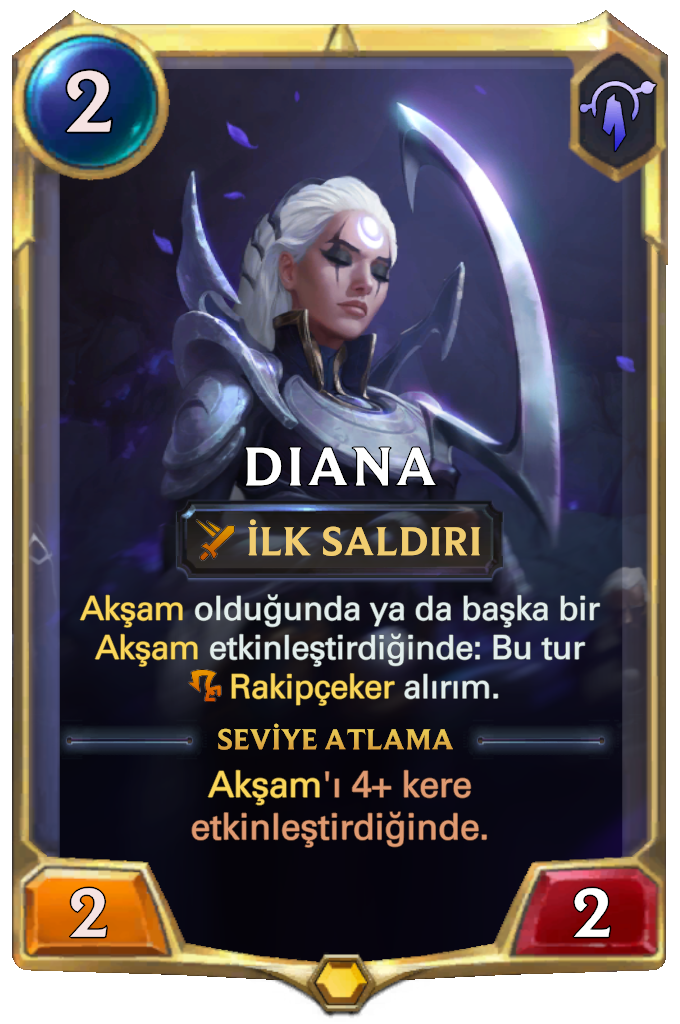 2
DIANA
İLK SALDIRI
Akşam olduğunda ya da başka bir
Akşam etkinleştirdiğinde: Bu tur
Rakipçeker alırım.
SEVİYE ATLAMA
Akşam'ı 4+ kere
etkinleştirdiğinde.
2
2